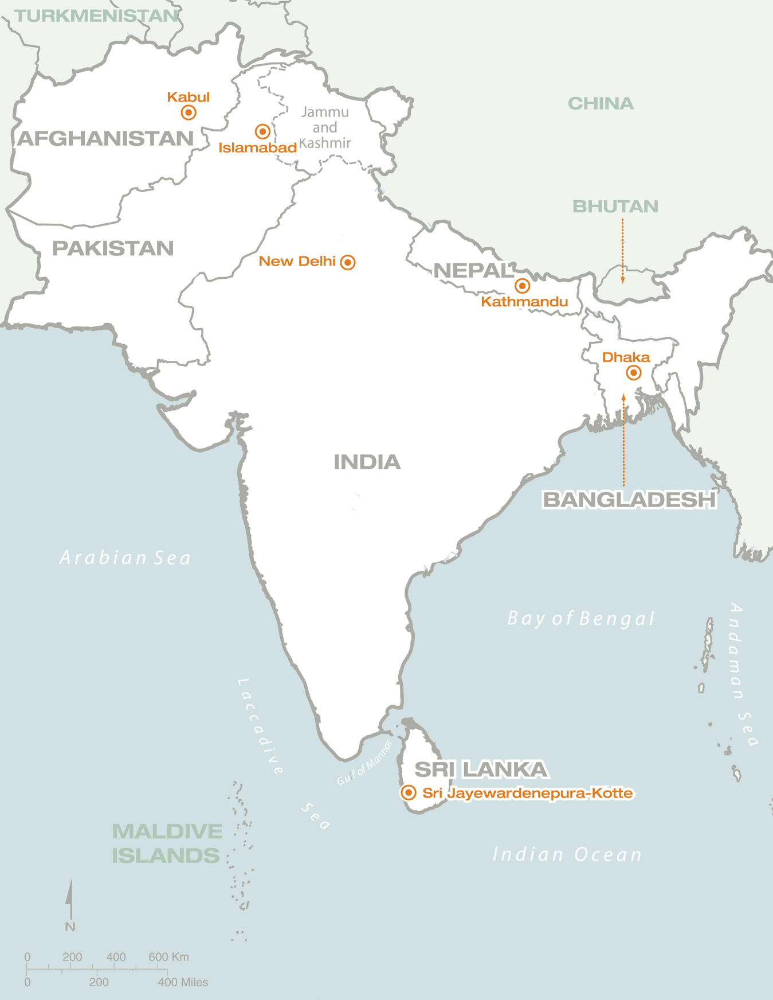 TURKMENISTAN
CHINA
Kabul
Jammu
and
Kashmir
AFGHANISTAN
Islamabad
BHUTAN
PAKISTAN
New Delhi
NEPAL
Kathmandu
Dhaka
INDIA
BANGLADESH
Arabian Sea
Bay of Bengal
Andaman Sea
Laccadive Sea
Gulf of Mannar
SRI LANKA
Sri Jayewardenepura-Kotte
MALDIVE
ISLANDS
Indian Ocean
N
0 200 400 600 Km
0 200 400 Miles